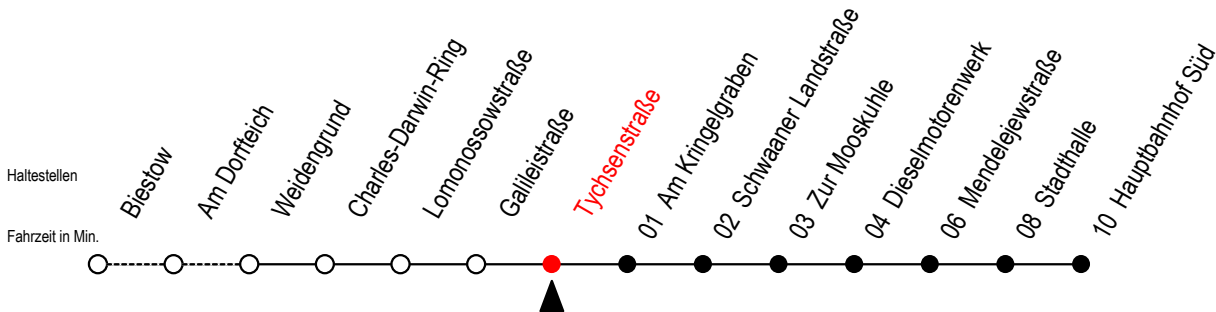 Haltestellen
Fahrzeit in Min.
Biestow
Am Dorfteich
Weidengrund
Charles-Darwin-Ring
Lomonossowstraße
Galileistraße
Tychsenstraße
01 Am Kringelgraben
02 Schwaaner Landstraße
03 Zur Mooskuhle
04 Dieselmotorenwerk
06 Mendelejewstraße
08 Stadthalle
10 Hauptbahnhof Süd